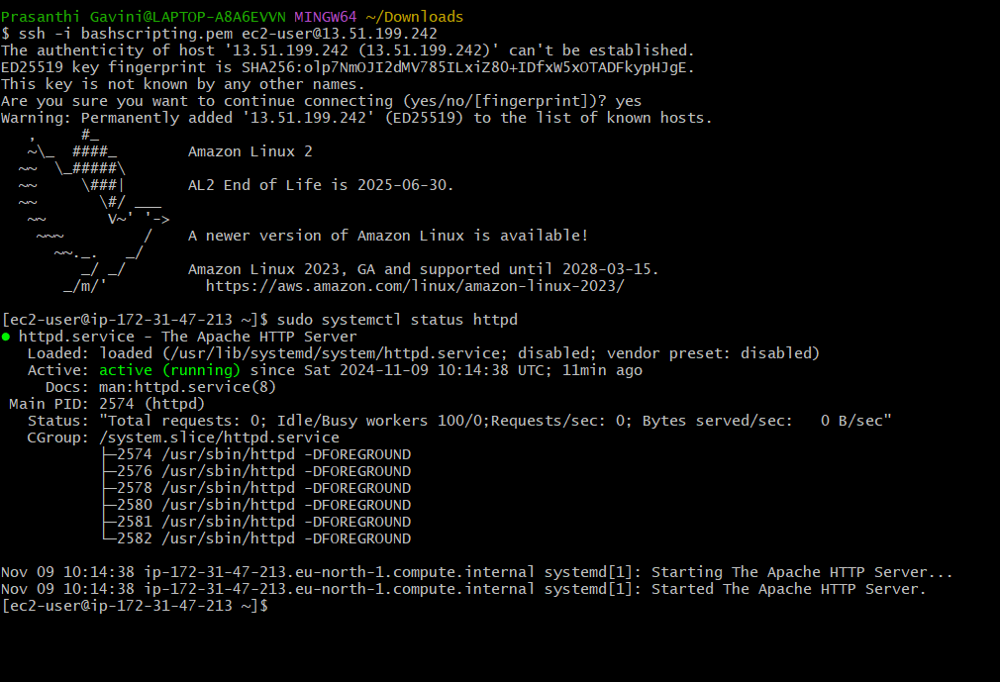 Prasanthi Gavini@LAPTOP-A8A6EVVN MINGW64 ~/Downloads
$ ssh -i bashscripting.pem ec2-user@13.51.199.242
The authenticity of host '13.51.199.242 (13.51.199.242)' can't be established.
ED25519 key fingerprint is SHA256:olp7NmOJI2dMV785ILxiZ8O+IDfxW5xOTADFkypHJgE.
This key is not known by any other names.
Are you sure you want to continue connecting (yes/no/[fingerprint])? yes
Warning: Permanently added '13.51.199.242' (ED25519) to the list of known hosts.
   ,     #_
   ~\_  ####_        Amazon Linux 2
  ~~  \_#####\
  ~~     \###|       AL2 End of Life is 2025-06-30.
  ~~       \#/ ___
   ~~       V~' '->
    ~~~         /    A newer version of Amazon Linux is available!
      ~~._.   _/
         _/ _/       Amazon Linux 2023, GA and supported until 2028-03-15.
       _/m/'           https://aws.amazon.com/linux/amazon-linux-2023/

[ec2-user@ip-172-31-47-213 ~]$ sudo systemctl status httpd
● httpd.service - The Apache HTTP Server
   Loaded: loaded (/usr/lib/systemd/system/httpd.service; disabled; vendor preset: disabled)
   Active: active (running) since Sat 2024-11-09 10:14:38 UTC; 11min ago
     Docs: man:httpd.service(8)
 Main PID: 2574 (httpd)
   Status: "Total requests: 0; Idle/Busy workers 100/0;Requests/sec: 0; Bytes served/sec:   0 B/sec"
   CGroup: /system.slice/httpd.service
           ├─2574 /usr/sbin/httpd -DFOREGROUND
           ├─2576 /usr/sbin/httpd -DFOREGROUND
           ├─2578 /usr/sbin/httpd -DFOREGROUND
           ├─2580 /usr/sbin/httpd -DFOREGROUND
           ├─2581 /usr/sbin/httpd -DFOREGROUND
           └─2582 /usr/sbin/httpd -DFOREGROUND

Nov 09 10:14:38 ip-172-31-47-213.eu-north-1.compute.internal systemd[1]: Starting The Apache HTTP Server...
Nov 09 10:14:38 ip-172-31-47-213.eu-north-1.compute.internal systemd[1]: Started The Apache HTTP Server.
[ec2-user@ip-172-31-47-213 ~]$